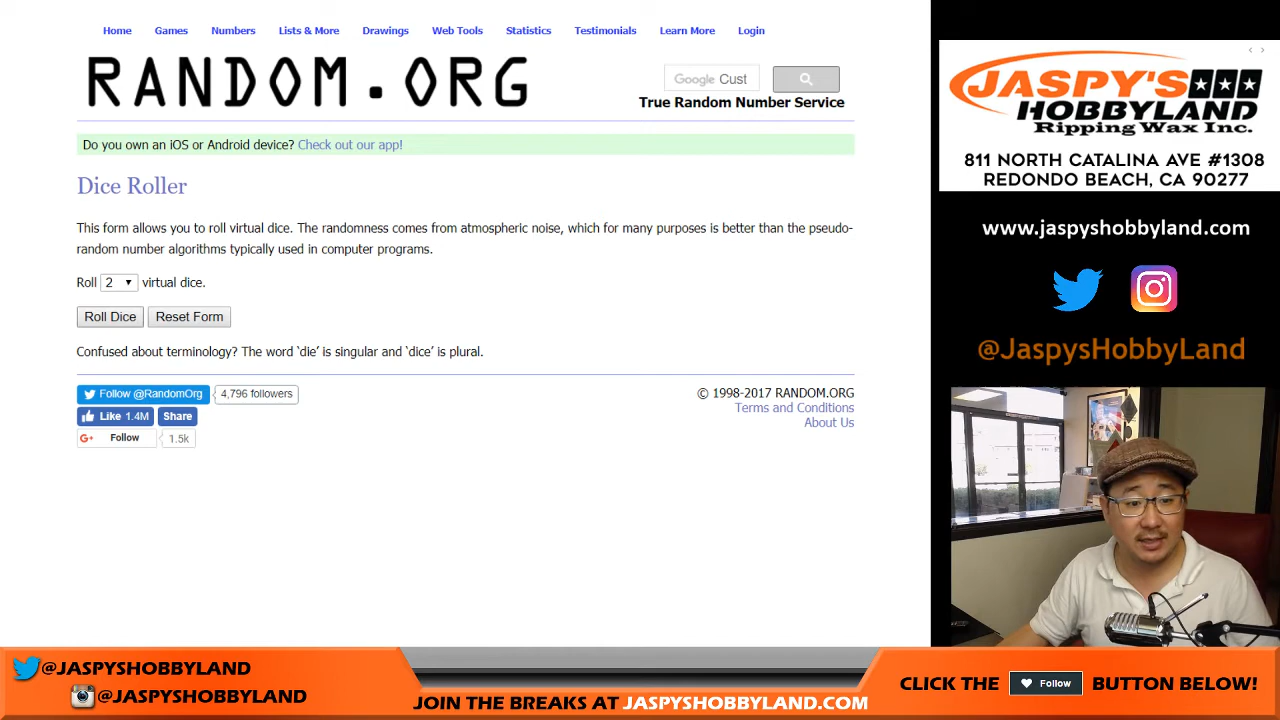 Home Games Numbers Lists & More Drawings Web Tools Statistics Testimonials Learn More Login
RANDOM.ORG
Google Cust
True Random Number Service
Do you own an iOS or Android device? Check out our app!
Dice Roller
This form allows you to roll virtual dice. The randomness comes from atmospheric noise, which for many purposes is better than the pseudo-
random number algorithms typically used in computer programs.
Roll 2 virtual dice.
Roll Dice Reset Form
Confused about terminology? The word ‘die’ is singular and ‘dice’ is plural.
Follow @RandomOrg 4,796 followers
Like 1.4M Share
G+ Follow 1.5k
© 1998-2017 RANDOM.ORG
Terms and Conditions
About Us
JASPY'S
HOBBYLAND
Ripping Wax Inc.
811 NORTH CATALINA AVE #1308
REDONDO BEACH, CA 90277
www.jaspyshobbyland.com
@JaspysHobbyLand
@JASPYSHOBBYLAND
@JASPYSHOBBYLAND
JOIN THE BREAKS AT JASPYSHOBBYLAND.COM
CLICK THE Follow BUTTON BELOW!